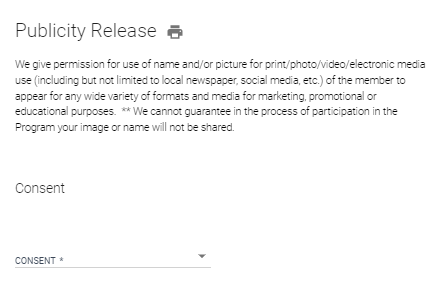 Publicity Release
We give permission for use of name and/or picture for print/photo/video/electronic media
use (including but not limited to local newspaper, social media, etc.) of the member to
appear for any wide variety of formats and media for marketing, promotional or
educational purposes.  ** We cannot guarantee in the process of participation in the
Program your image or name will not be shared.
Consent
CONSENT *